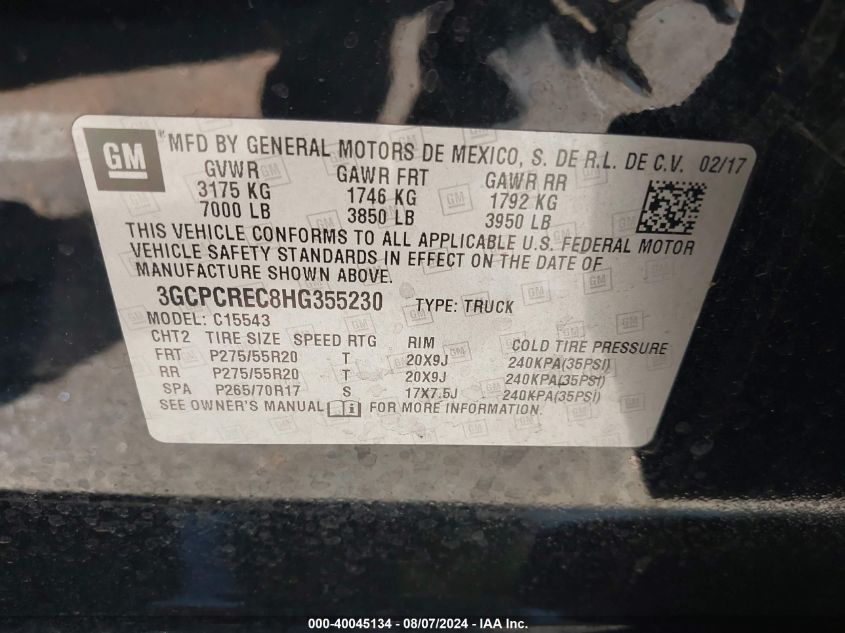 GM
® MFD BY GENERAL MOTORS DE MEXICO, S. DE R.L. DE C.V. 02/17
GVWR GAWR FRT GAWR RR
3175 KG 1746 KG 1792 KG
7000 LB 3850 LB 3950 LB
THIS VEHICLE CONFORMS TO ALL APPLICABLE U.S. FEDERAL MOTOR
VEHICLE SAFETY STANDARDS IN EFFECT ON THE DATE OF
MANUFACTURE SHOWN ABOVE.
3GCPCREC8HG355230 TYPE: TRUCK
MODEL: C15543
CHT2 TIRE SIZE SPEED RTG RIM COLD TIRE PRESSURE
FRT P275/55R20 T 20X9J 240KPA(35PSI)
RR P275/55R20 T 20X9J 240KPA(35PSI)
SPA P265/70R17 S 17X7.5J 240KPA(35PSI)
SEE OWNER'S MANUAL FOR MORE INFORMATION.
000-40045134 - 08/07/2024 - IAA Inc.